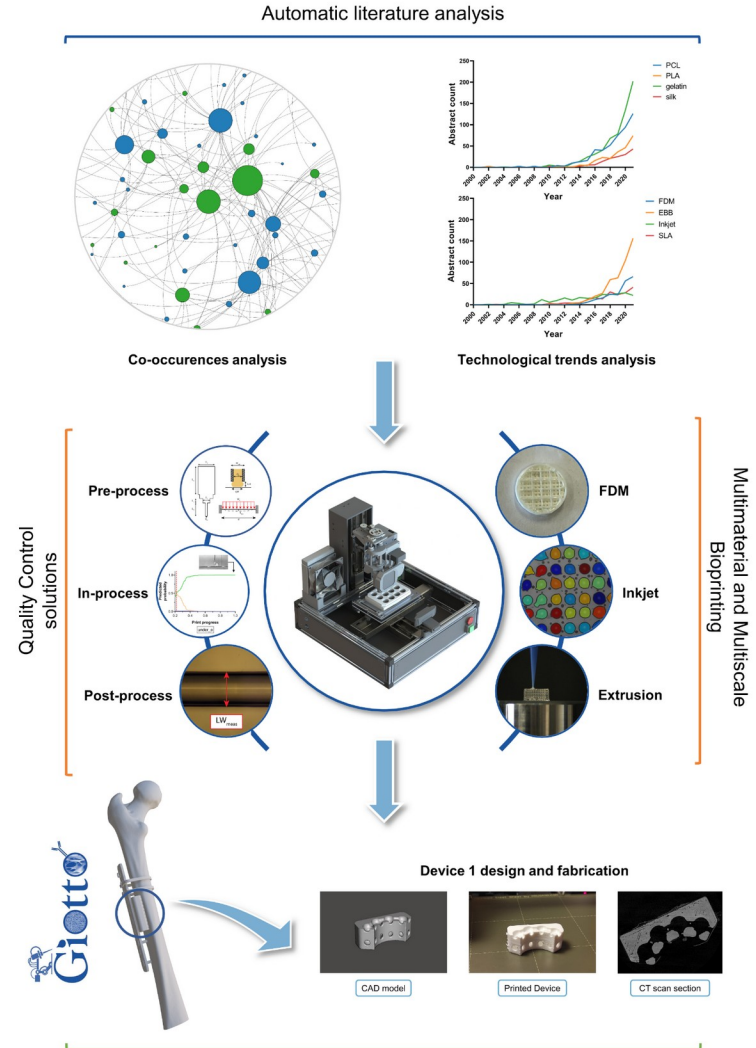 Automatic literature analysis
250
200
150
100
50
0
Abstract count
2000
2002
2004
2006
2008
2010
2012
2014
2016
2018
2020
Year
PCL
PLA
gelatin
silk
250
200
150
100
50
0
Abstract count
2000
2002
2004
2006
2008
2010
2012
2014
2016
2018
2020
Year
FDM
EBB
Inkjet
SLA
Co-occurences analysis
Technological trends analysis
Quality Control
solutions
Pre-process
In-process
Print progress
Post-process
LWmeas
FDM
Inkjet
Extrusion
Multimaterial and Multiscale
Bioprinting
Giotto
Device 1 design and fabrication
CAD model
Printed Device
CT scan section